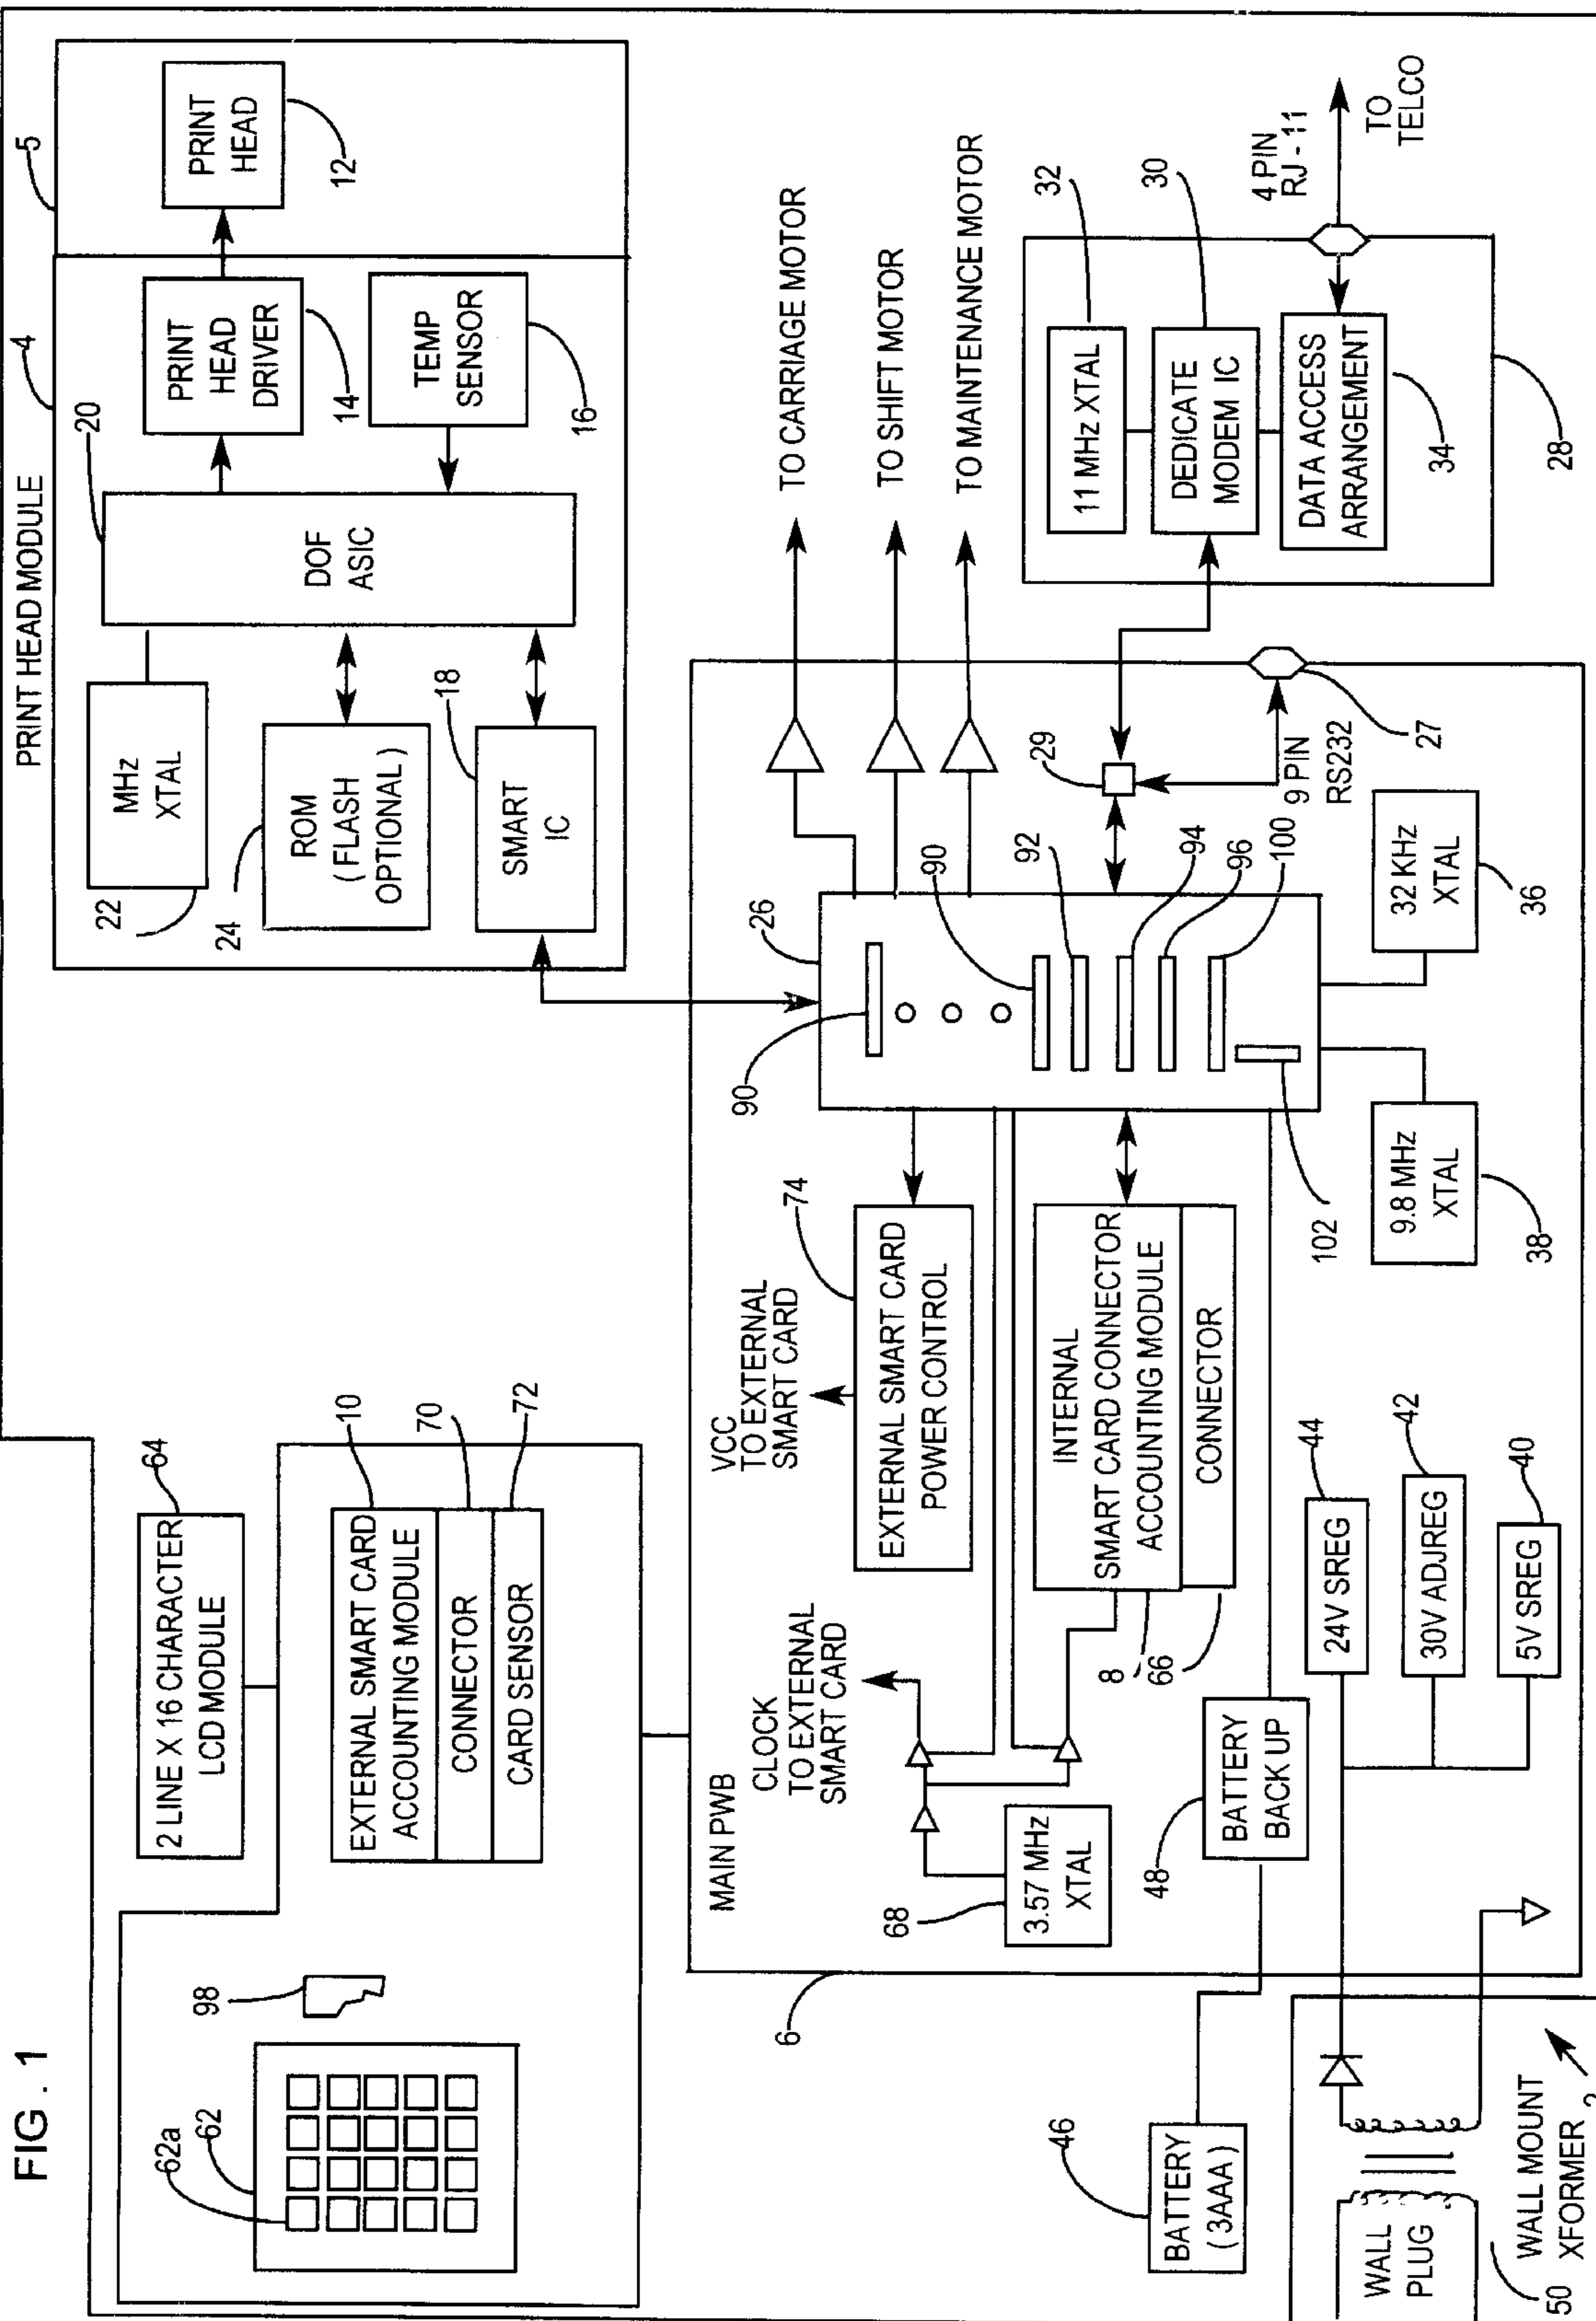 FIG . 1
62a
62
98
2 LINE X 16 CHARACTER
LCD MODULE
64
EXTERNAL SMART CARD
ACCOUNTING MODULE
CONNECTOR
CARD SENSOR
10
70
72
PRINT HEAD MODULE
4
5
MHz
XTAL
22
24
ROM
( FLASH
OPTIONAL )
18
SMART
IC
20
DOF
ASIC
PRINT
HEAD
DRIVER
14
TEMP
SENSOR
16
PRINT
HEAD
12
MAIN PWB
6
CLOCK
TO EXTERNAL
SMART CARD
VCC
TO EXTERNAL
SMART CARD
68
3.57 MHz
XTAL
74
EXTERNAL SMART CARD
POWER CONTROL
INTERNAL
SMART CARD CONNECTOR
ACCOUNTING MODULE
CONNECTOR
8
66
90
26
90
92
94
96
100
102
29
9 PIN
RS232
27
32 KHz
XTAL
36
9.8 MHz
XTAL
38
TO CARRIAGE MOTOR
TO SHIFT MOTOR
TO MAINTENANCE MOTOR
11 MHz XTAL
32
DEDICATE
MODEM IC
30
DATA ACCESS
ARRANGEMENT
34
28
4 PIN
RJ - 11
TO
TELCO
46
BATTERY
( 3AAA )
48
BATTERY
BACK UP
24V SREG
44
30V ADJREG
42
5V SREG
40
WALL
PLUG
50
WALL MOUNT
XFORMER
2